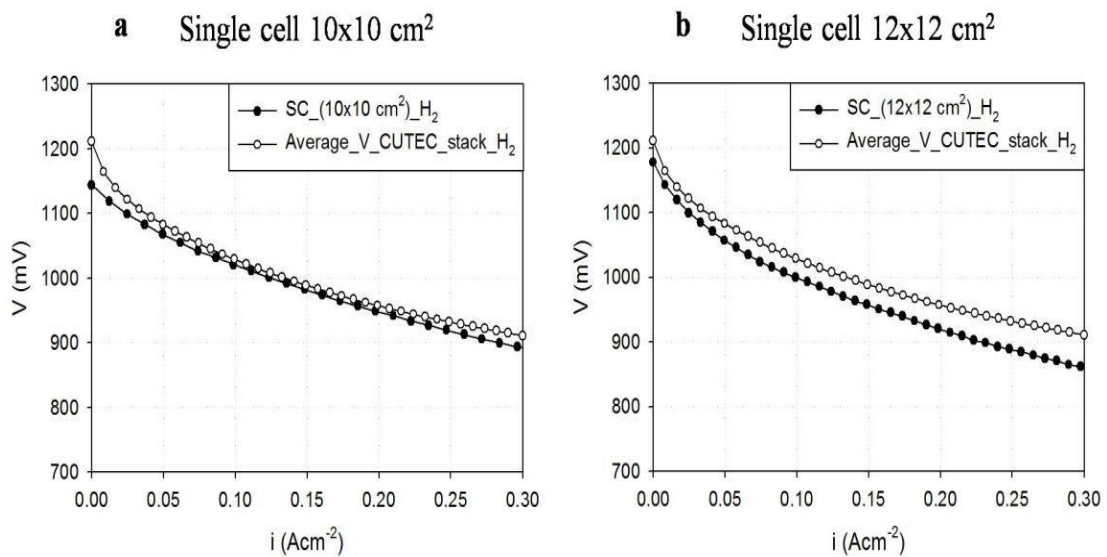 a Single cell 10x10 cm²
1300
1200
1100
1000
900
800
700
V (mV)
SC_(10x10 cm²)_H₂
Average_V_CUTEC_stack_H₂
0.00 0.05 0.10 0.15 0.20 0.25 0.30
i (Acm⁻²)
b Single cell 12x12 cm²
1300
1200
1100
1000
900
800
700
V (mV)
SC_(12x12 cm²)_H₂
Average_V_CUTEC_stack_H₂
0.00 0.05 0.10 0.15 0.20 0.25 0.30
i (Acm⁻²)